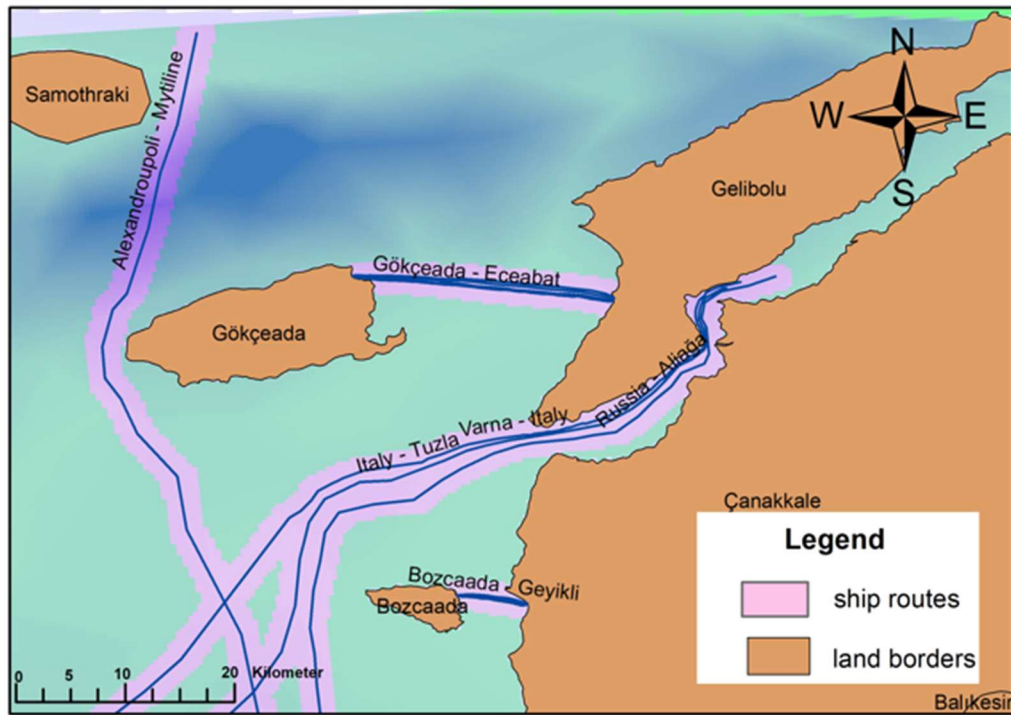 N
W E
S
Samothraki
Alexandroupoli - Mytiline
Gelibolu
Gökçeada - Eceabat
Gökçeada
Russia - Aliağa
Varna - Italy
Italy - Tuzla
Çanakkale
Bozcaada - Geyikli
Bozcaada
Legend
ship routes
land borders
0 5 10 20 Kilometer
Balıkesir